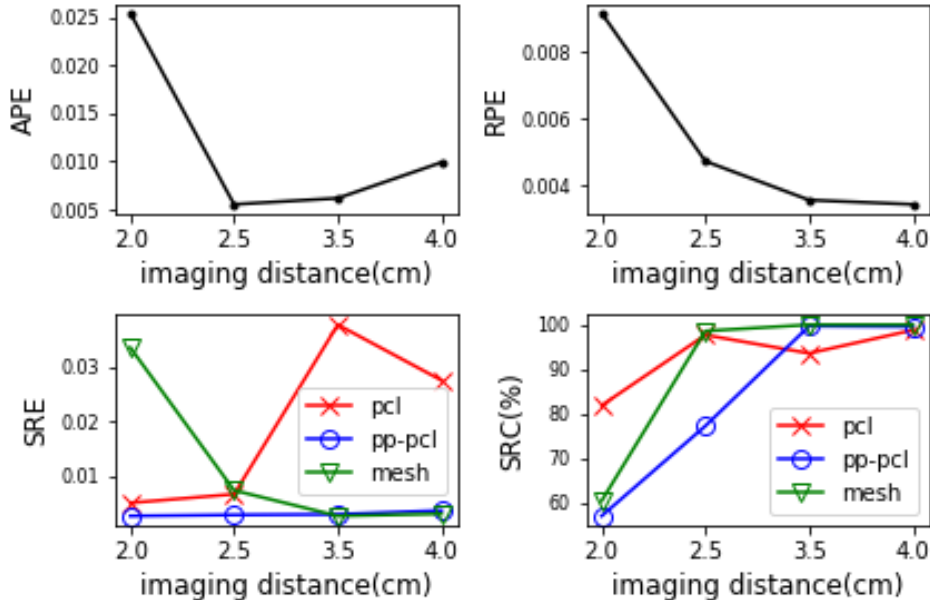 APE
0.025
0.020
0.015
0.010
0.005
2.0 2.5 3.5 4.0
imaging distance(cm)
RPE
0.008
0.006
0.004
2.0 2.5 3.5 4.0
imaging distance(cm)
SRE
0.03
0.02
0.01
pcl
pp-pcl
mesh
2.0 2.5 3.5 4.0
imaging distance(cm)
SRC(%)
100
90
80
70
60
pcl
pp-pcl
mesh
2.0 2.5 3.5 4.0
imaging distance(cm)